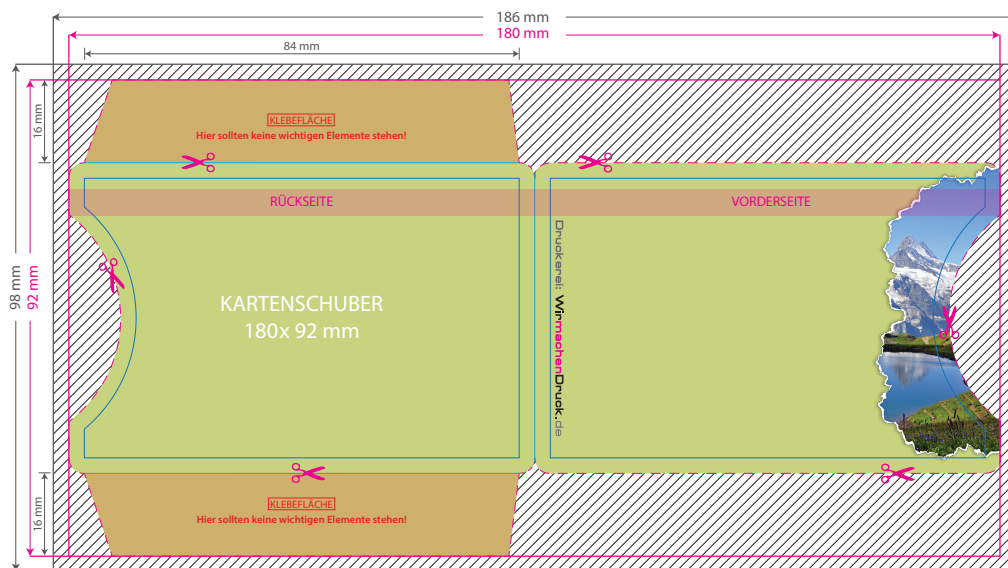 186 mm
180 mm
84 mm
16 mm
KLEBEFLÄCHE
Hier sollten keine wichtigen Elemente stehen!
RÜCKSEITE
VORDERSEITE
98 mm
92 mm
KARTENSCHUBER
180x 92 mm
Druckerei: WirmachenDruck.de
16 mm
KLEBEFLÄCHE
Hier sollten keine wichtigen Elemente stehen!